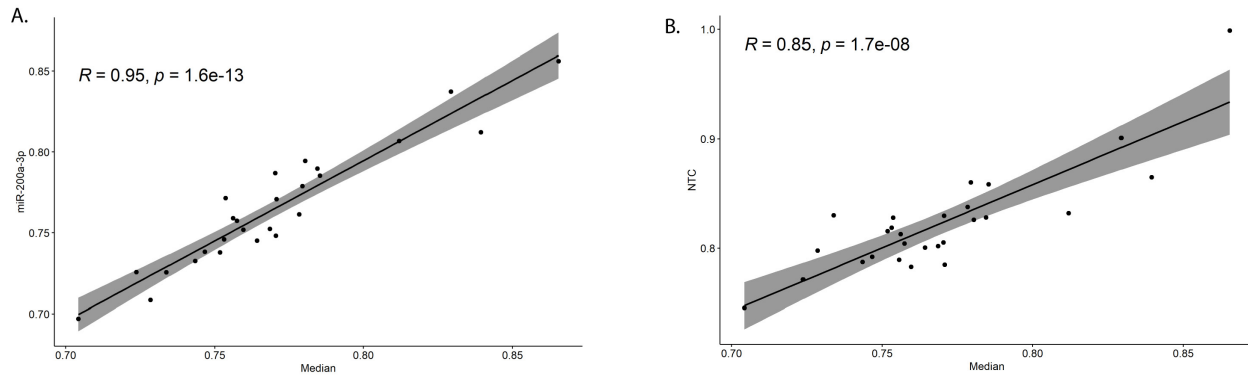 A.
R = 0.95, p = 1.6e-13
miR-200a-3p
0.85
0.80
0.75
0.70
0.70 0.75 0.80 0.85
Median
B.
R = 0.85, p = 1.7e-08
NTC
1.0
0.9
0.8
0.70 0.75 0.80 0.85
Median